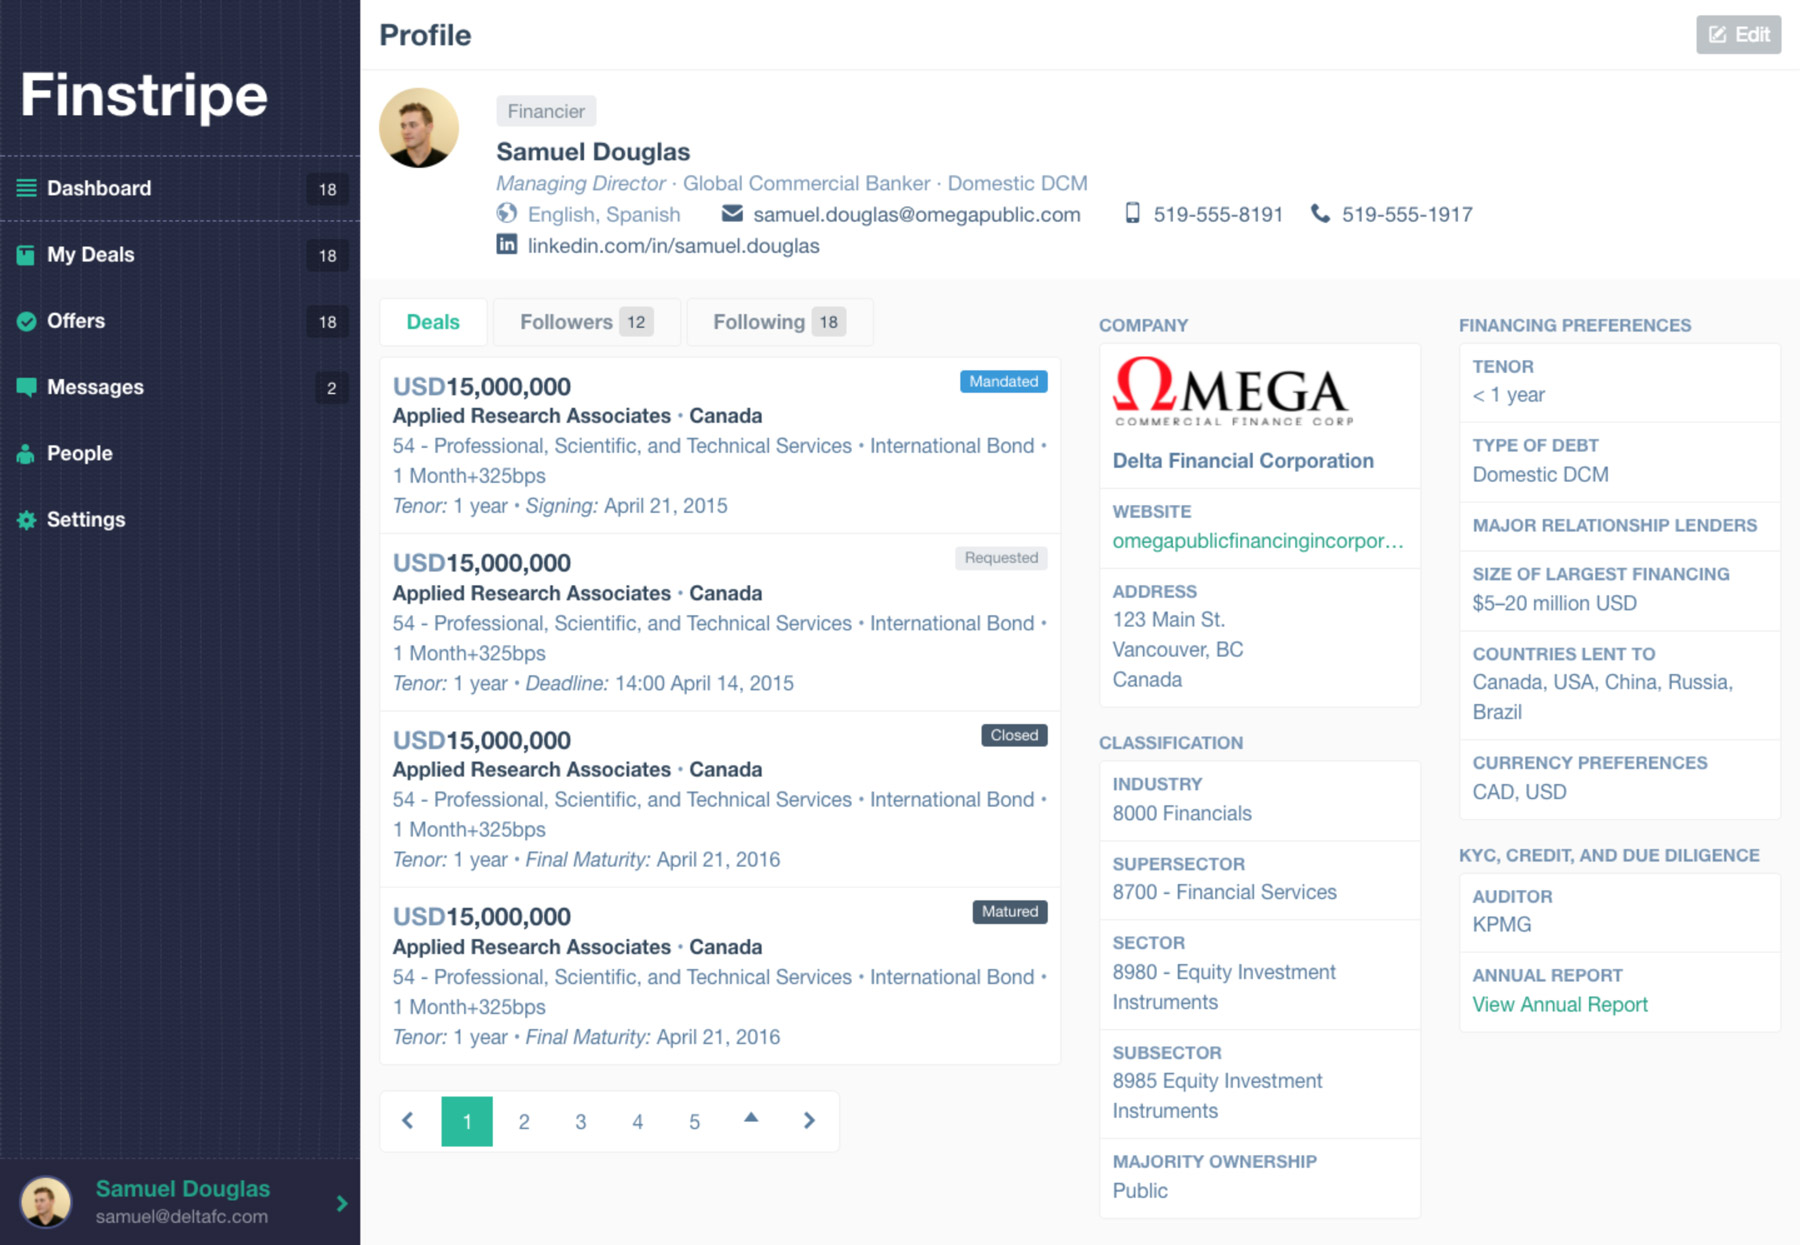 Finstripe
Dashboard 18
My Deals 18
Offers 18
Messages 2
People
Settings
Samuel Douglas
samuel@deltafc.com
Profile
Edit
Financier
Samuel Douglas
Managing Director · Global Commercial Banker · Domestic DCM
English, Spanish samuel.douglas@omegapublic.com 519-555-8191 519-555-1917
linkedin.com/in/samuel.douglas
Deals Followers 12 Following 18
USD15,000,000 Mandated
Applied Research Associates • Canada
54 - Professional, Scientific, and Technical Services • International Bond •
1 Month+325bps
Tenor: 1 year • Signing: April 21, 2015
USD15,000,000 Requested
Applied Research Associates • Canada
54 - Professional, Scientific, and Technical Services • International Bond •
1 Month+325bps
Tenor: 1 year • Deadline: 14:00 April 14, 2015
USD15,000,000 Closed
Applied Research Associates • Canada
54 - Professional, Scientific, and Technical Services • International Bond •
1 Month+325bps
Tenor: 1 year • Final Maturity: April 21, 2016
USD15,000,000 Matured
Applied Research Associates • Canada
54 - Professional, Scientific, and Technical Services • International Bond •
1 Month+325bps
Tenor: 1 year • Final Maturity: April 21, 2016
1 2 3 4 5
COMPANY
ΩMEGA
COMMERCIAL FINANCE CORP
Delta Financial Corporation
WEBSITE
omegapublicfinancingincorpor...
ADDRESS
123 Main St.
Vancouver, BC
Canada
CLASSIFICATION
INDUSTRY
8000 Financials
SUPERSECTOR
8700 - Financial Services
SECTOR
8980 - Equity Investment
Instruments
SUBSECTOR
8985 Equity Investment
Instruments
MAJORITY OWNERSHIP
Public
FINANCING PREFERENCES
TENOR
< 1 year
TYPE OF DEBT
Domestic DCM
MAJOR RELATIONSHIP LENDERS
SIZE OF LARGEST FINANCING
$5–20 million USD
COUNTRIES LENT TO
Canada, USA, China, Russia,
Brazil
CURRENCY PREFERENCES
CAD, USD
KYC, CREDIT, AND DUE DILIGENCE
AUDITOR
KPMG
ANNUAL REPORT
View Annual Report